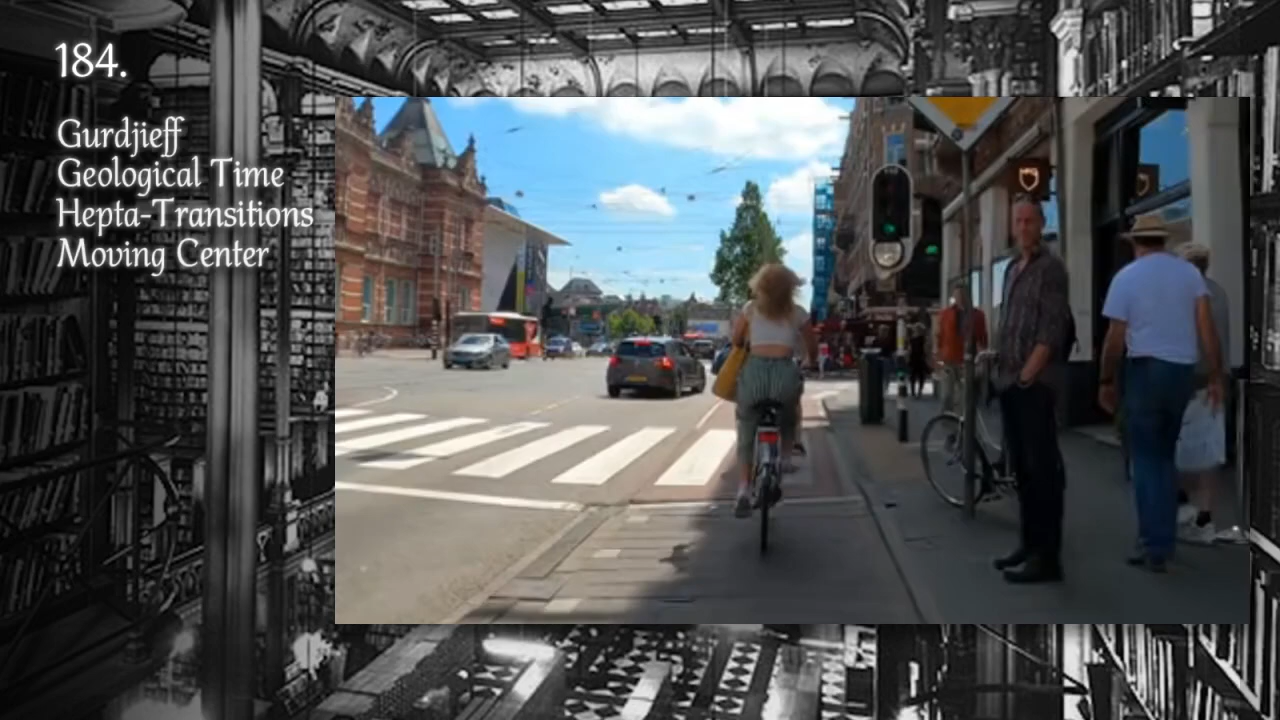 184.
Gurdjieff
Geological Time
Hepta-Transitions
Moving Center